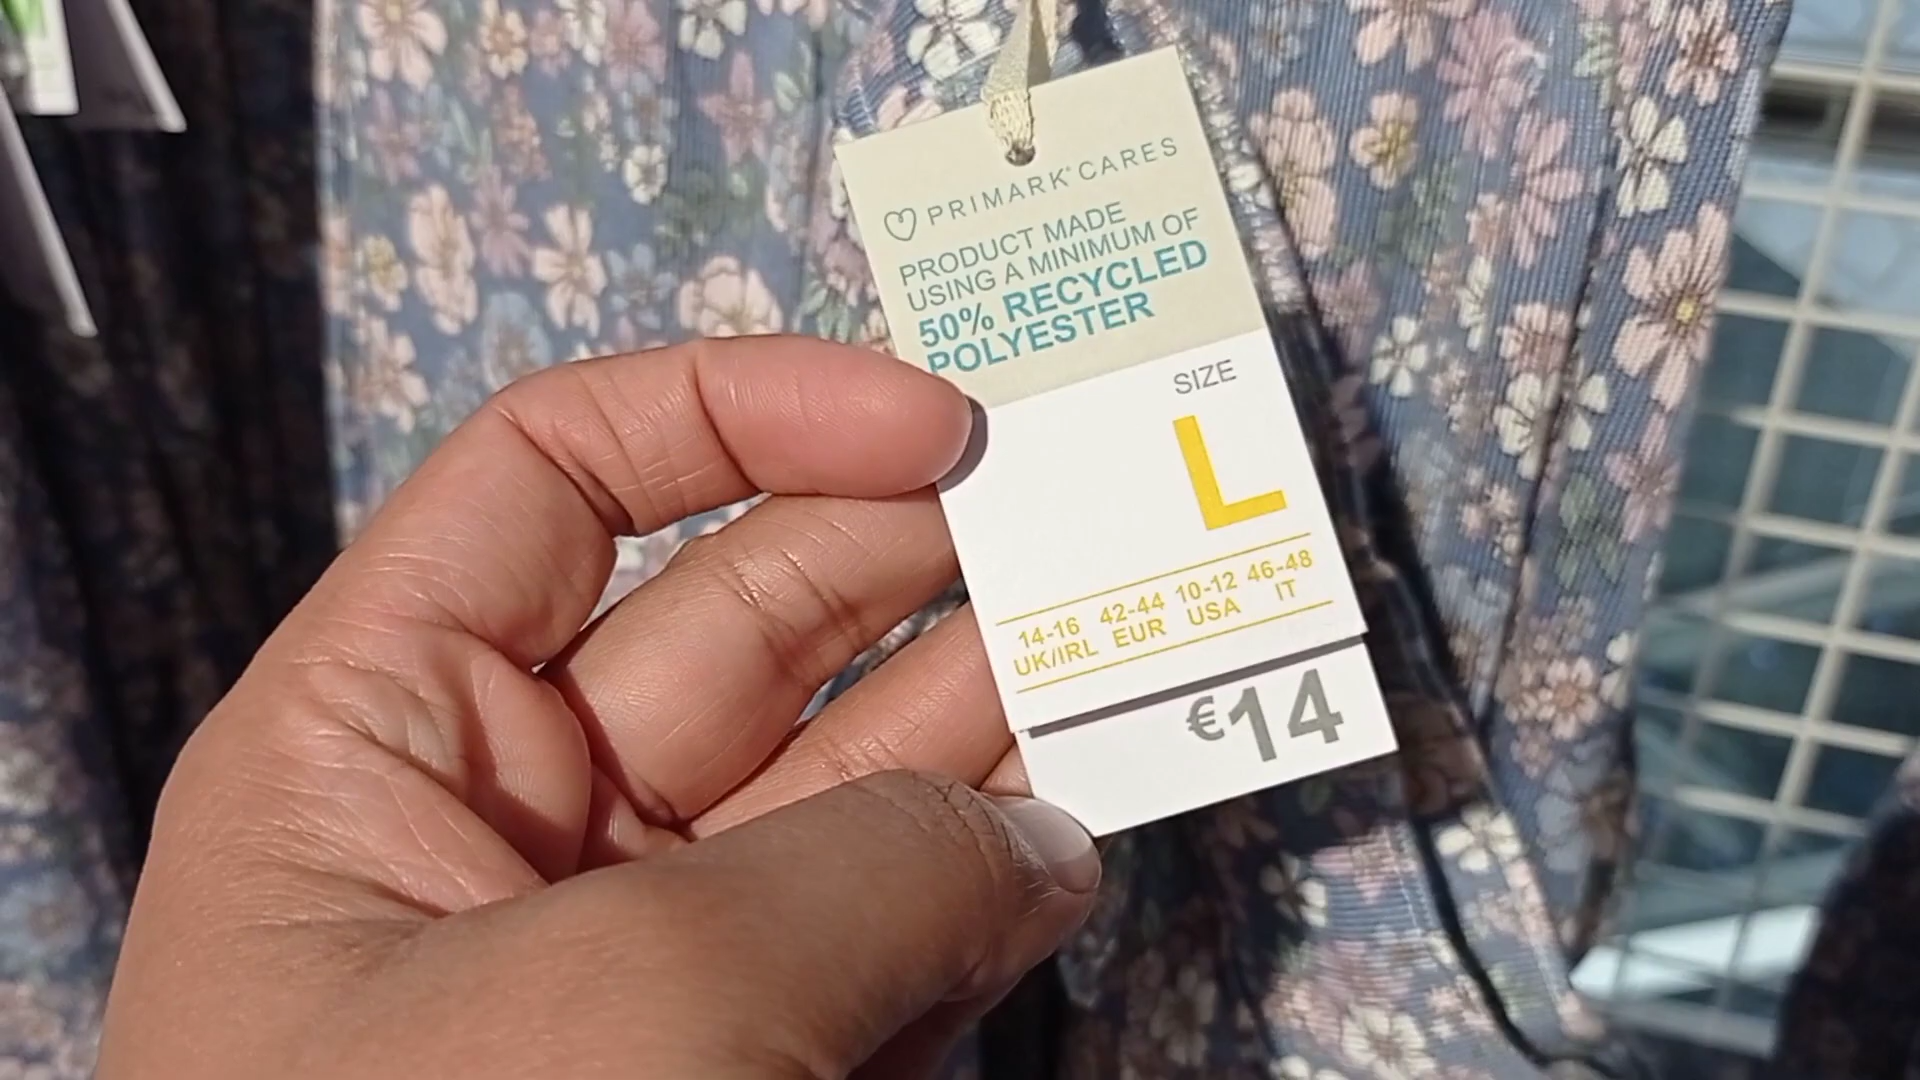 PRIMARK® CARES
PRODUCT MADE
USING A MINIMUM OF
50% RECYCLED
POLYESTER
SIZE
L
14-16 42-44 10-12 46-48
UK/IRL EUR USA IT
€14